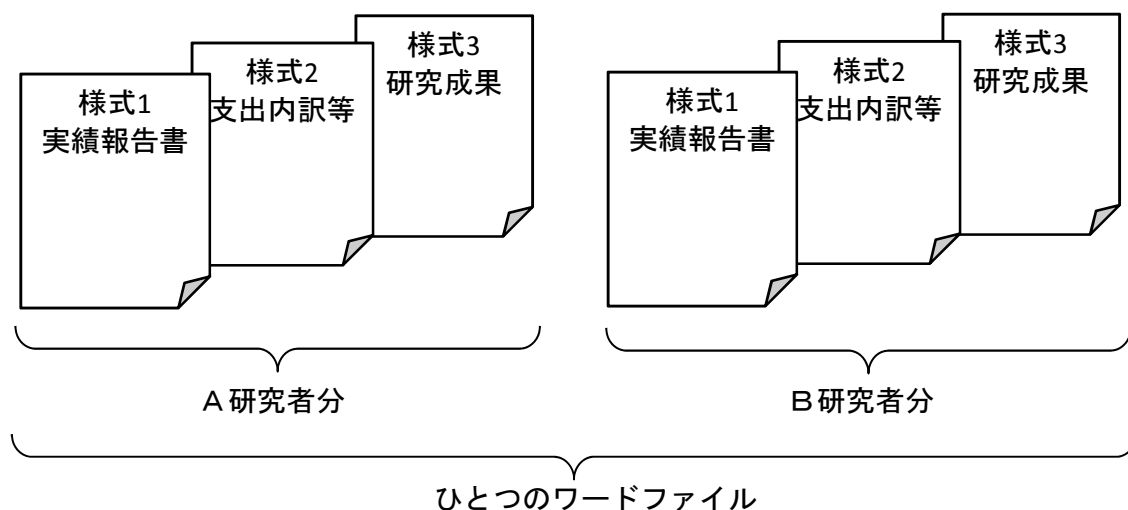 様式1
実績報告書
様式2
支出内訳等
様式3
研究成果
様式1
実績報告書
様式2
支出内訳等
様式3
研究成果
A研究者分
B研究者分
ひとつのワードファイル